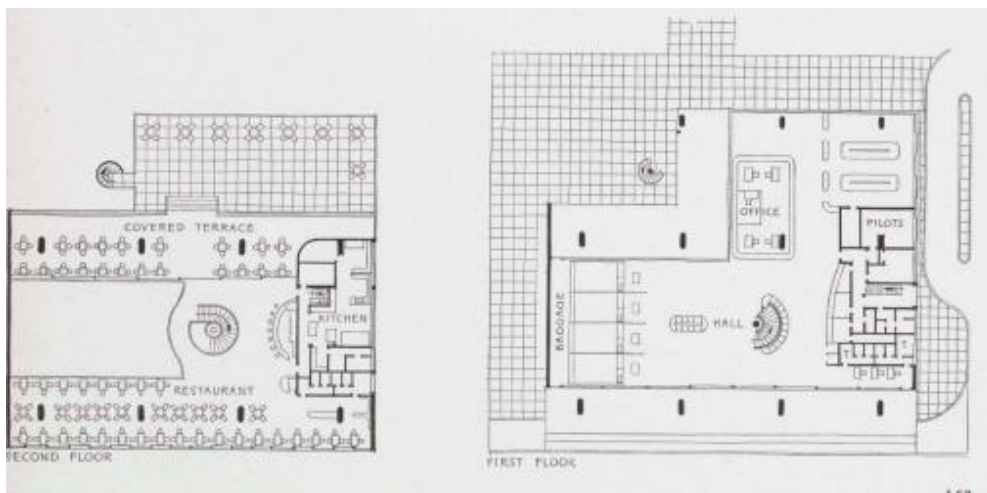 COVERED TERRACE
KITCHEN
RESTAURANT
SECOND FLOOR
OFFICE
PILOTS
BAGGAGE
HALL
T.
T.
FIRST FLOOR